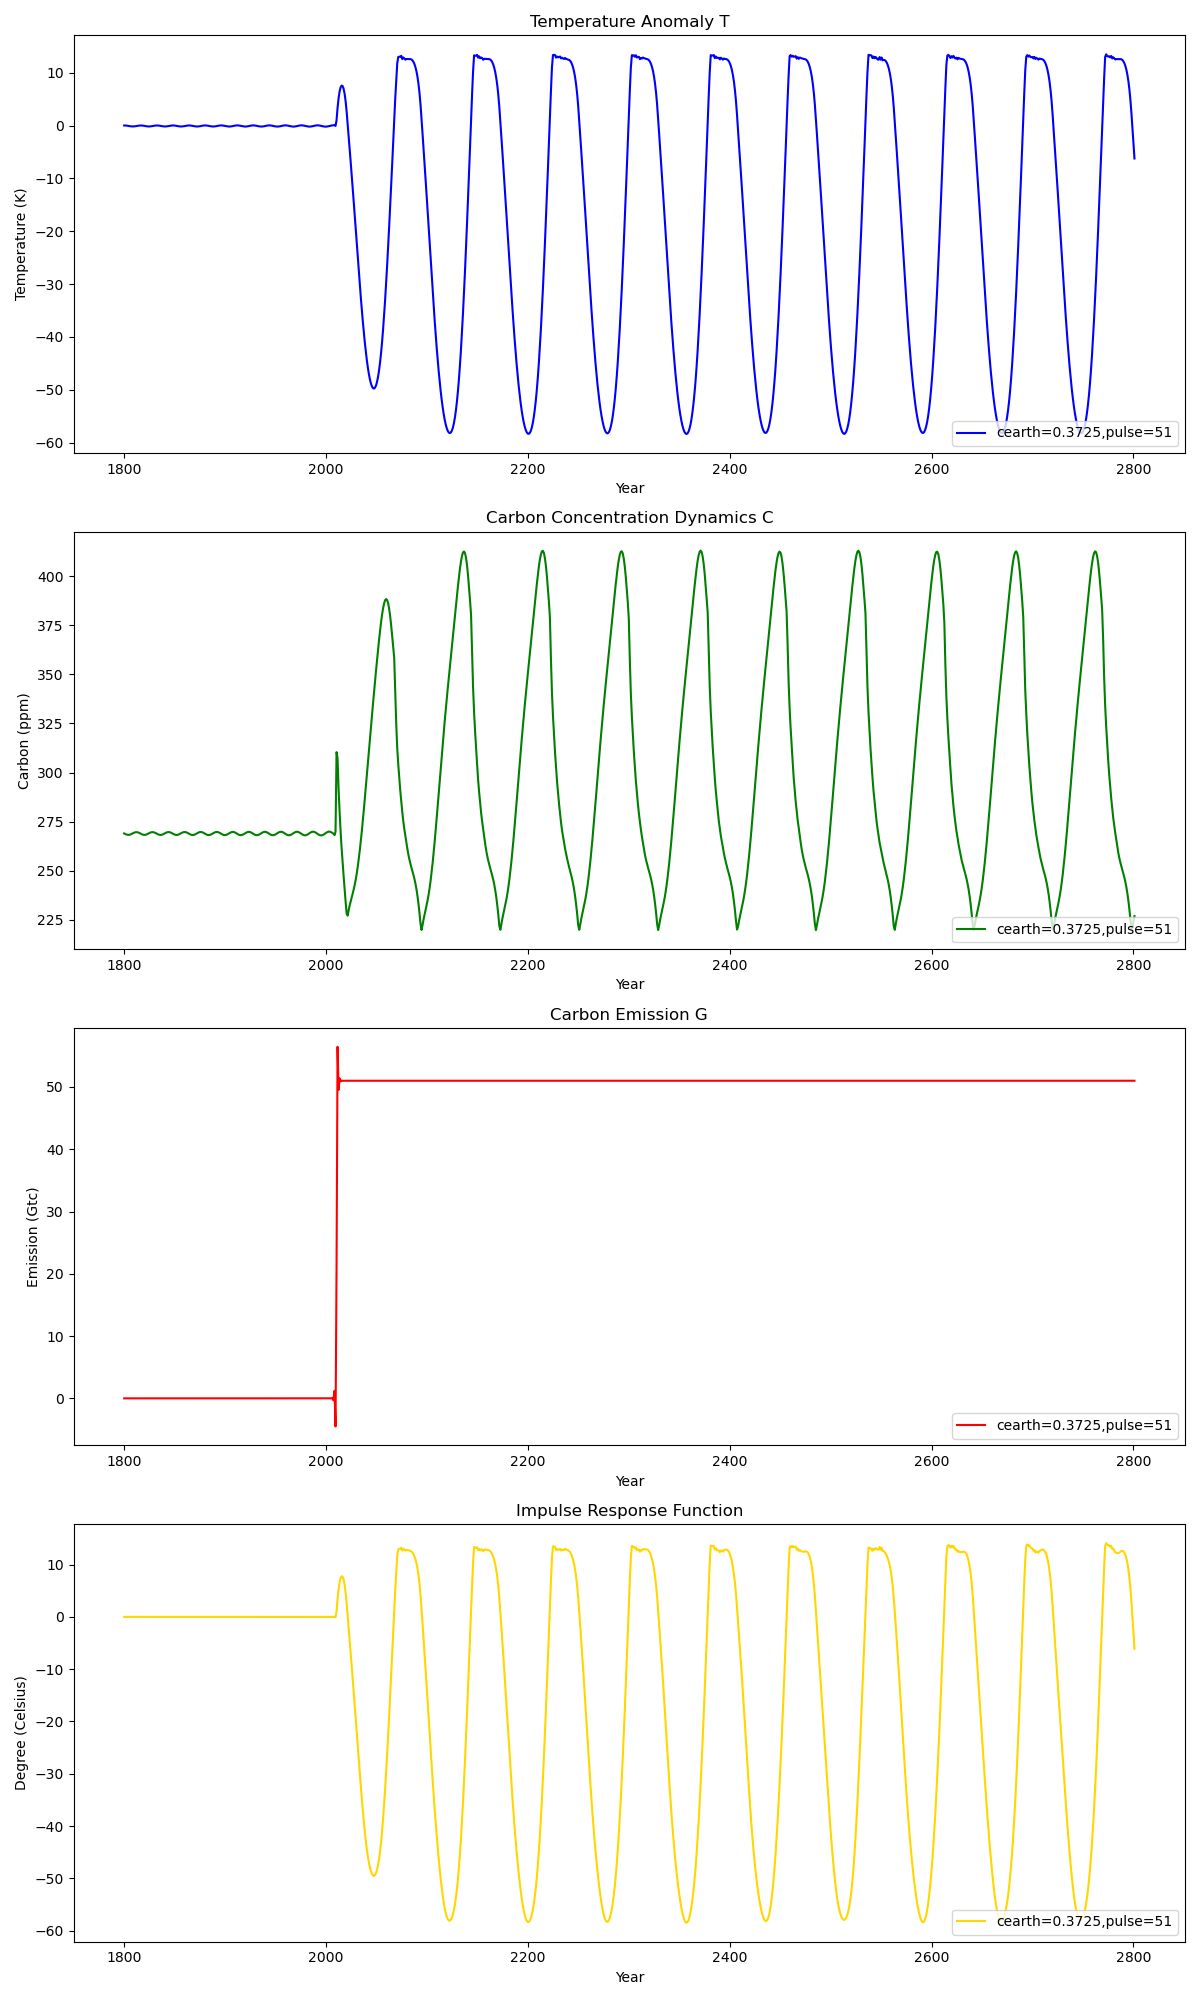 Temperature Anomaly T
10
0
−10
−20
−30
−40
−50
−60
Temperature (K)
cearth=0.3725,pulse=51
1800 2000 2200 2400 2600 2800
Year
Carbon Concentration Dynamics C
400
375
350
325
300
275
250
225
Carbon (ppm)
cearth=0.3725,pulse=51
1800 2000 2200 2400 2600 2800
Year
Carbon Emission G
50
40
30
20
10
0
Emission (Gtc)
cearth=0.3725,pulse=51
1800 2000 2200 2400 2600 2800
Year
Impulse Response Function
10
0
−10
−20
−30
−40
−50
−60
Degree (Celsius)
cearth=0.3725,pulse=51
1800 2000 2200 2400 2600 2800
Year